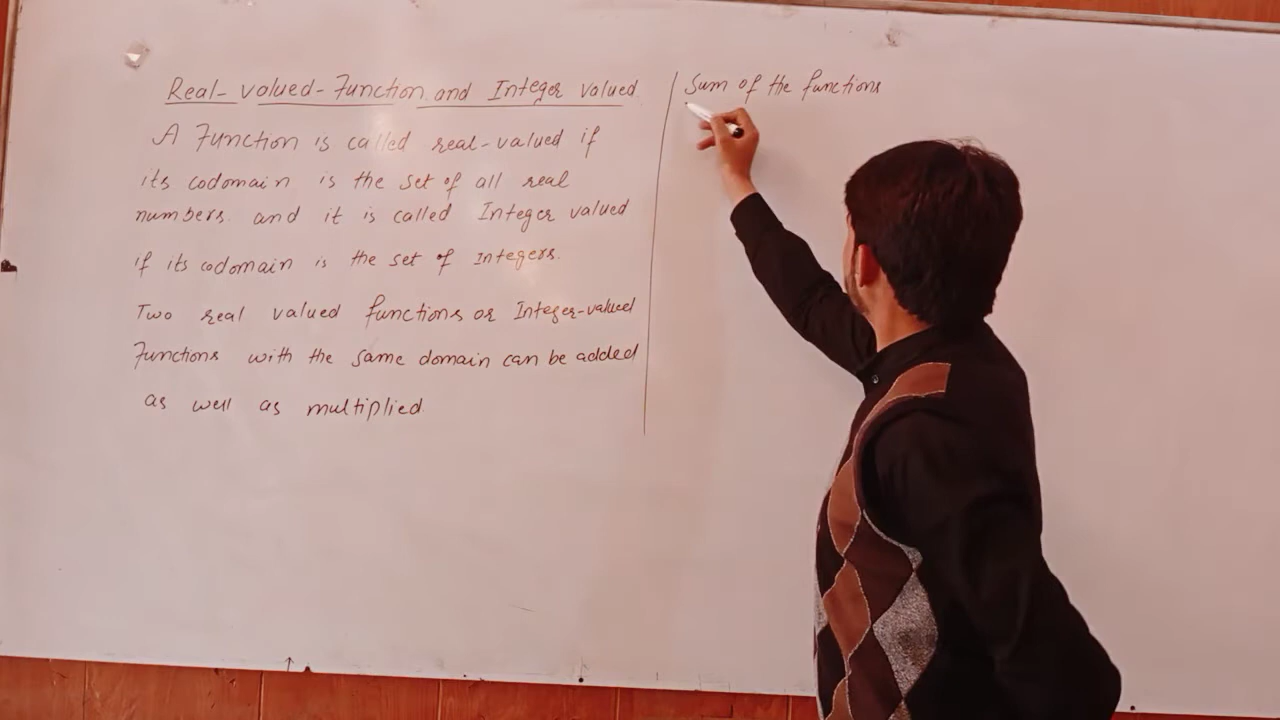 Real-valued-Function and Integer valued
A Function is called real-valued if
its codomain is the set of all real
numbers. and it is called Integer valued
if its codomain is the set of Integers.
Two real valued functions or Integer-valued
Functions with the same domain can be added
as well as multiplied.
Sum of the functions